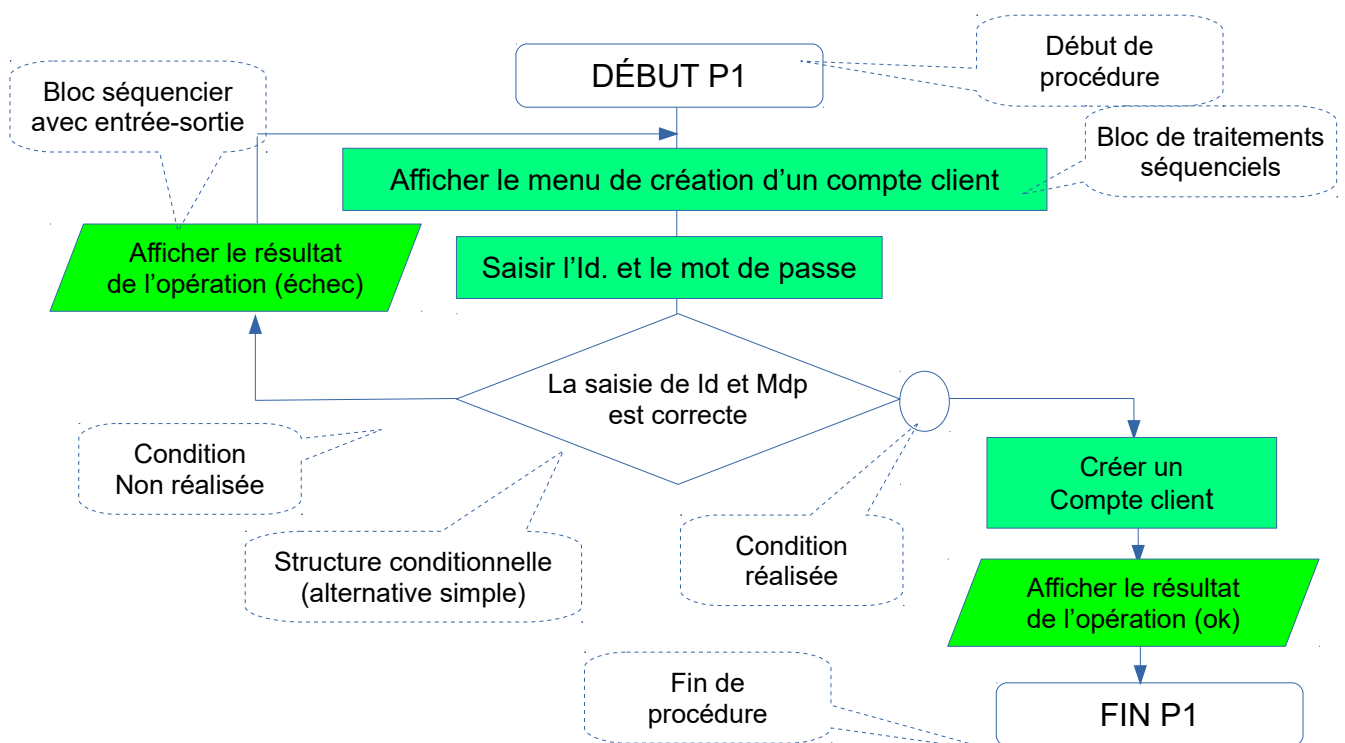 Début de
procédure
DÉBUT P1
Bloc séquencier
avec entrée-sortie
Bloc de traitements
séquenciels
Afficher le menu de création d'un compte client
Afficher le résultat
de l'opération (échec)
Saisir l'Id. et le mot de passe
La saisie de Id et Mdp
est correcte
Condition
Non réalisée
Créer un
Compte client
Structure conditionnelle
(alternative simple)
Condition
réalisée
Afficher le résultat
de l'opération (ok)
Fin de
procédure
FIN P1